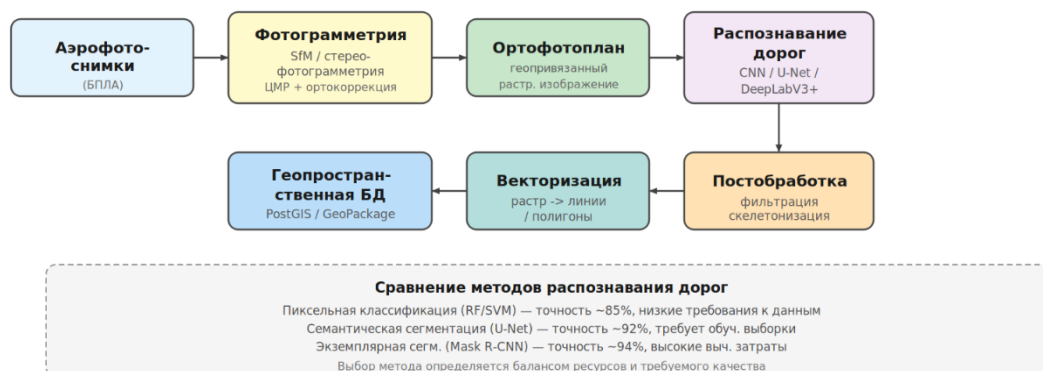 Аэрофото-
снимки
(БПЛА)
Фотограмметрия
SfM / стерео-
фотограмметрия
ЦМР + ортокоррекция
Ортофотоплан
геопривязанный
растр. изображение
Распознавание
дорог
CNN / U-Net /
DeepLabV3+
Геопростран-
ственная БД
PostGIS / GeoPackage
Векторизация
растр -> линии
/ полигоны
Постобработка
фильтрация
скелетонизация
Сравнение методов распознавания дорог
Пиксельная классификация (RF/SVM) — точность ~85%, низкие требования к данным
Семантическая сегментация (U-Net) — точность ~92%, требует обуч. выборки
Экземплярная сегм. (Mask R-CNN) — точность ~94%, высокие выч. затраты
Выбор метода определяется балансом ресурсов и требуемого качества